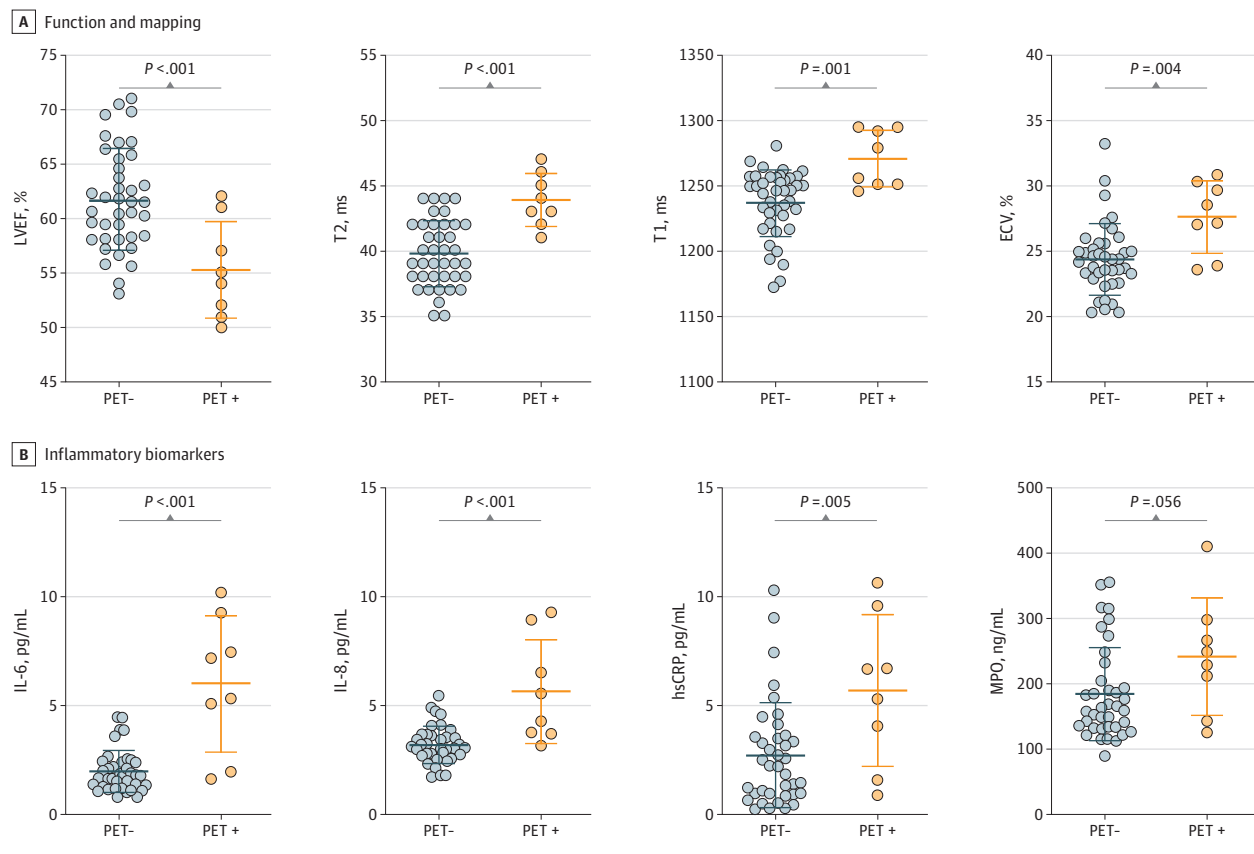 A Function and mapping
LVEF, %
75
70
65
60
55
50
45
P <.001
PET-
PET +
T2, ms
55
50
45
40
35
30
P <.001
PET-
PET +
T1, ms
1350
1300
1250
1200
1150
1100
P =.001
PET-
PET +
ECV, %
40
35
30
25
20
15
P =.004
PET-
PET +
B Inflammatory biomarkers
IL-6, pg/mL
15
10
5
0
P <.001
PET-
PET +
IL-8, pg/mL
15
10
5
0
P <.001
PET-
PET +
hsCRP, pg/mL
15
10
5
0
P =.005
PET-
PET +
MPO, ng/mL
500
400
300
200
100
0
P =.056
PET-
PET +